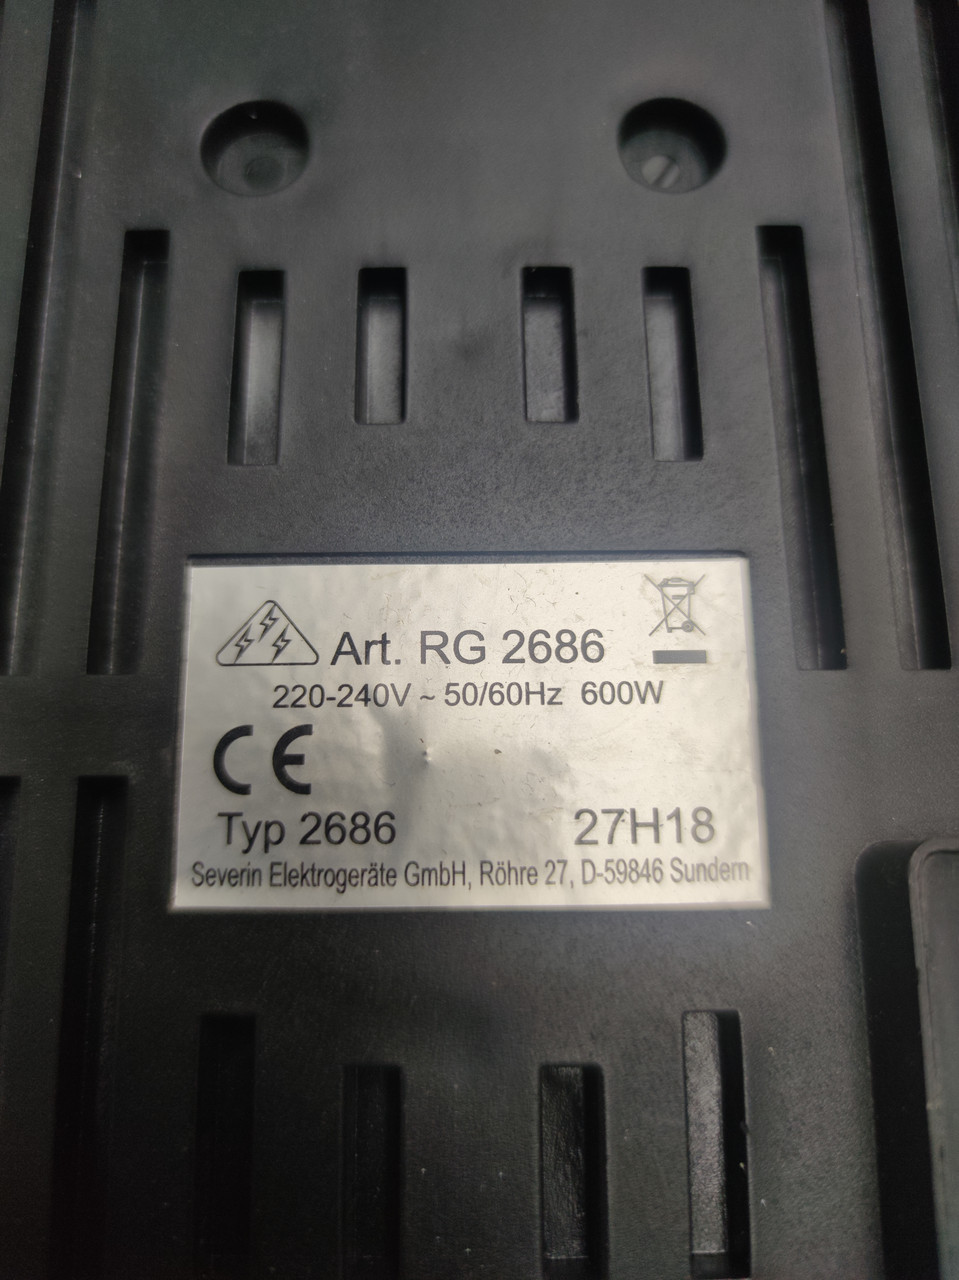 Art. RG 2686
220-240V ~ 50/60Hz 600W
CE
Typ 2686 27H18
Severin Elektrogeräte GmbH, Röhre 27, D-59846 Sundern